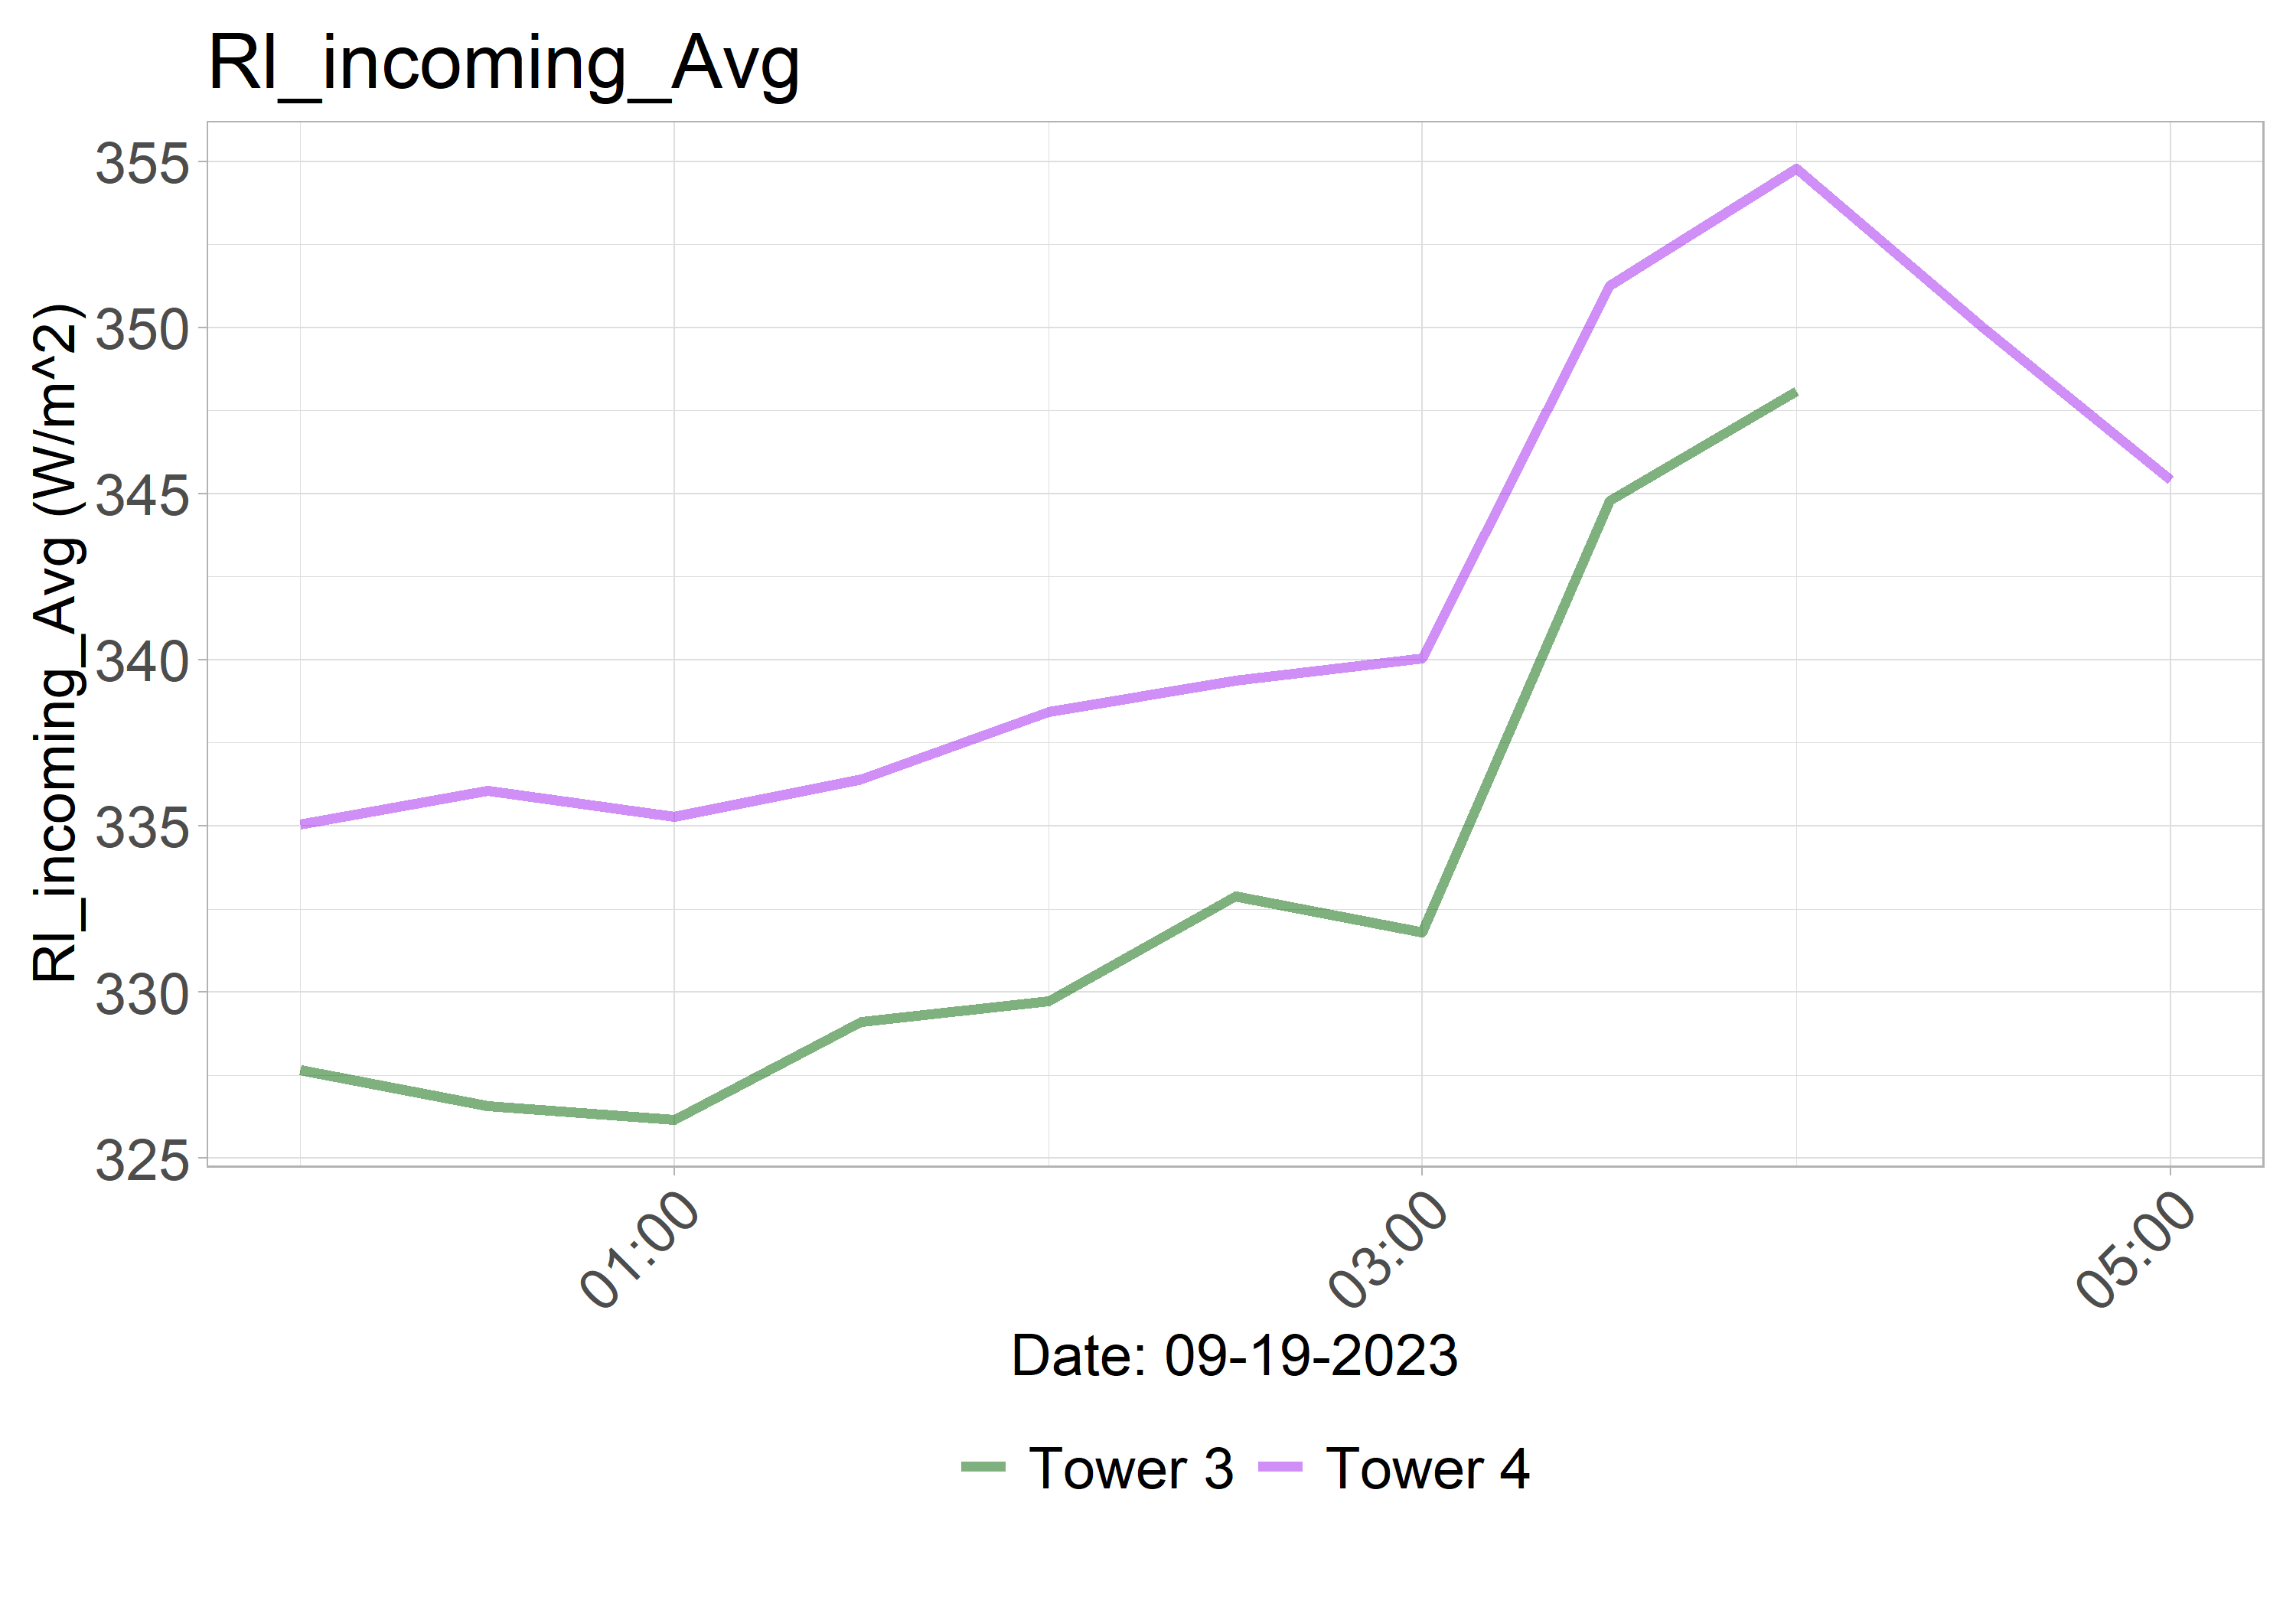 Rl_incoming_Avg
Rl_incoming_Avg (W/m^2)
355
350
345
340
335
330
325
01:00
03:00
05:00
Date: 09-19-2023
Tower 3
Tower 4